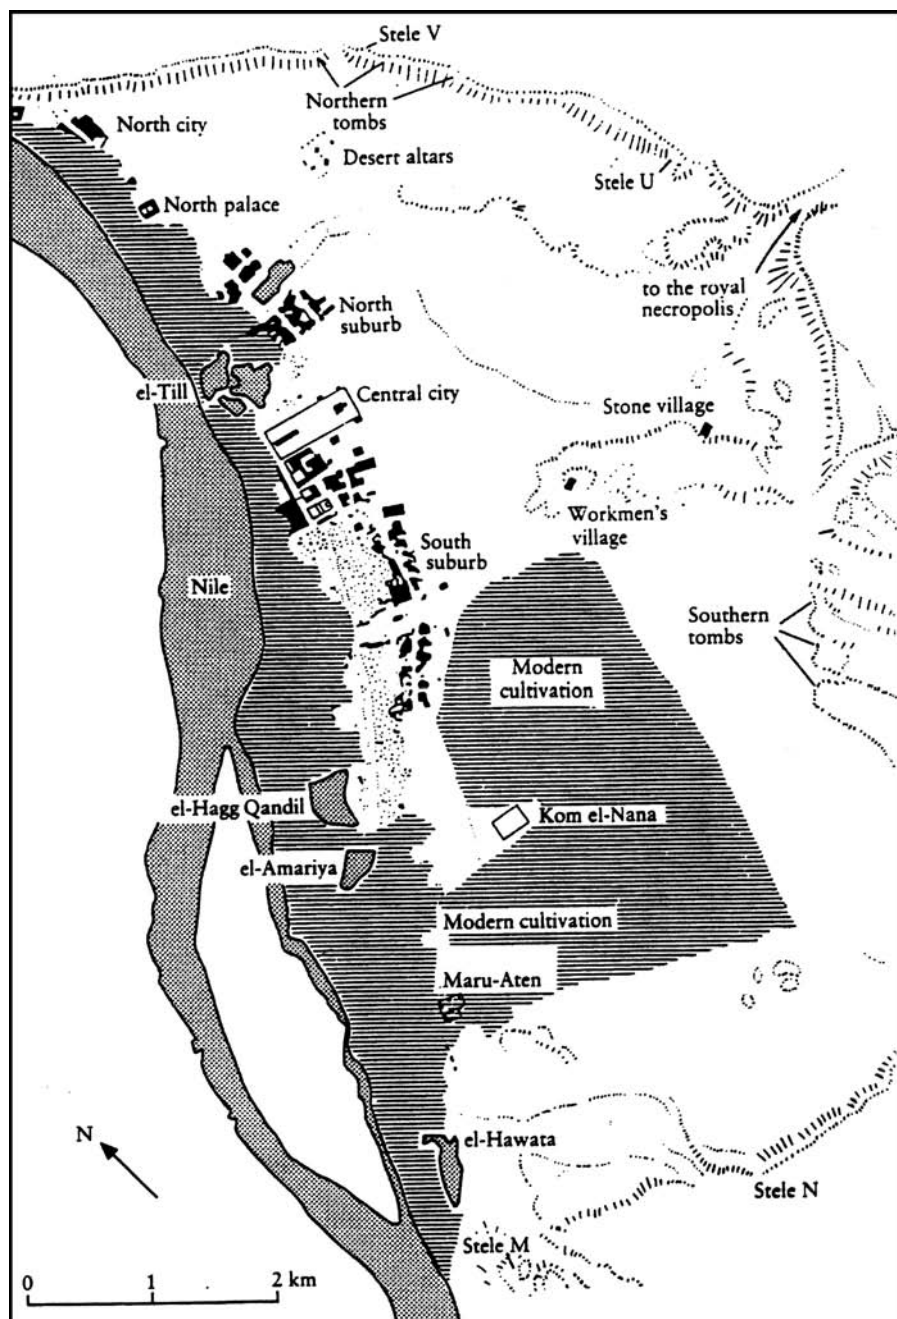 Stele V
Northern
tombs
North city
Desert altars
Stele U
North palace
to the royal
necropolis
North
suburb
el-Till
Central city
Stone village
Workmen's
village
South
suburb
Nile
Southern
tombs
Modern
cultivation
el-Hagg Qandil
Kom el-Nana
el-Amariya
Modern cultivation
Maru-Aten
N
el-Hawata
Stele N
Stele M
0 1 2 km